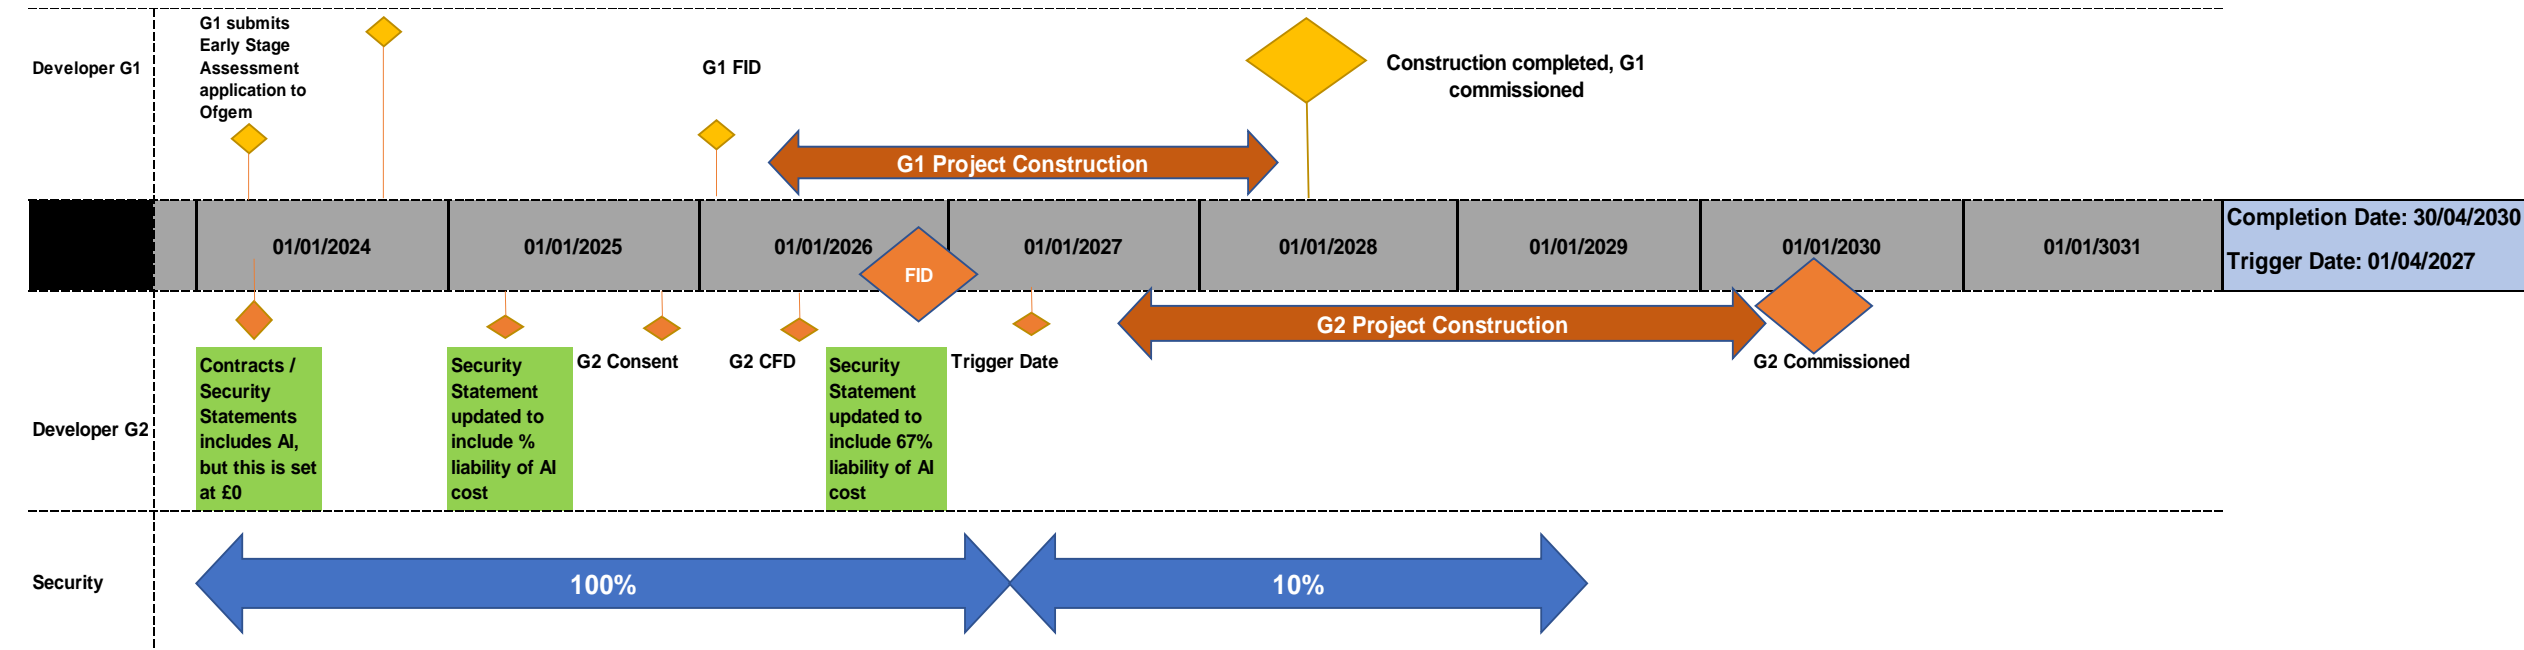 G1 submits
Early Stage
Assessment
application to
Ofgem
Developer G1
G1 FID
Construction completed, G1
commissioned
G1 Project Construction
01/01/2024
01/01/2025
01/01/2026
01/01/2027
01/01/2028
01/01/2029
01/01/2030
01/01/3031
Completion Date: 30/04/2030
Trigger Date: 01/04/2027
FID
G2 Project Construction
Contracts /
Security
Statements
includes AI,
but this is set
at £0
Security
Statement
updated to
include %
liability of AI
cost
G2 Consent
G2 CFD
Security
Statement
updated to
include 67%
liability of AI
cost
Trigger Date
G2 Commissioned
Developer G2
Security
100%
10%